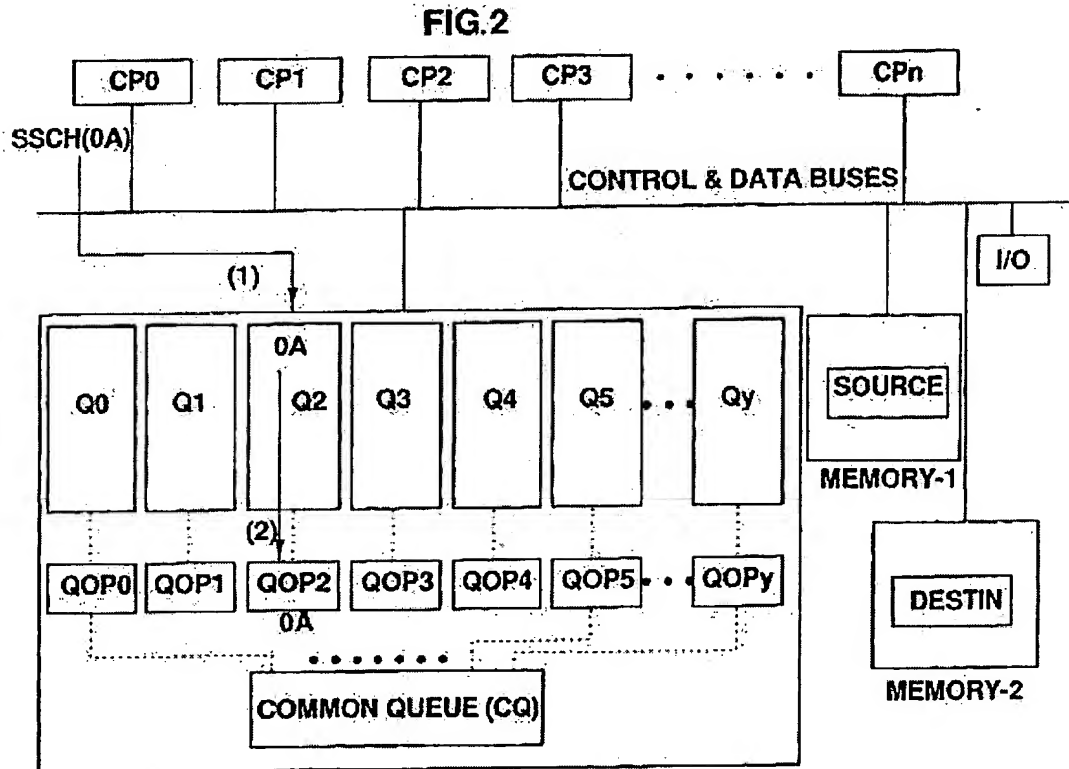 FIG.2
CP0 CP1 CP2 CP3 CPn
SSCH(0A)
CONTROL & DATA BUSES
I/O
(1)
0A
Q0 Q1 Q2 Q3 Q4 Q5 Qy
SOURCE
MEMORY-1
(2)
QOP0 QOP1 QOP2 QOP3 QOP4 QOP5 QOPy
0A
DESTIN
MEMORY-2
COMMON QUEUE (CQ)